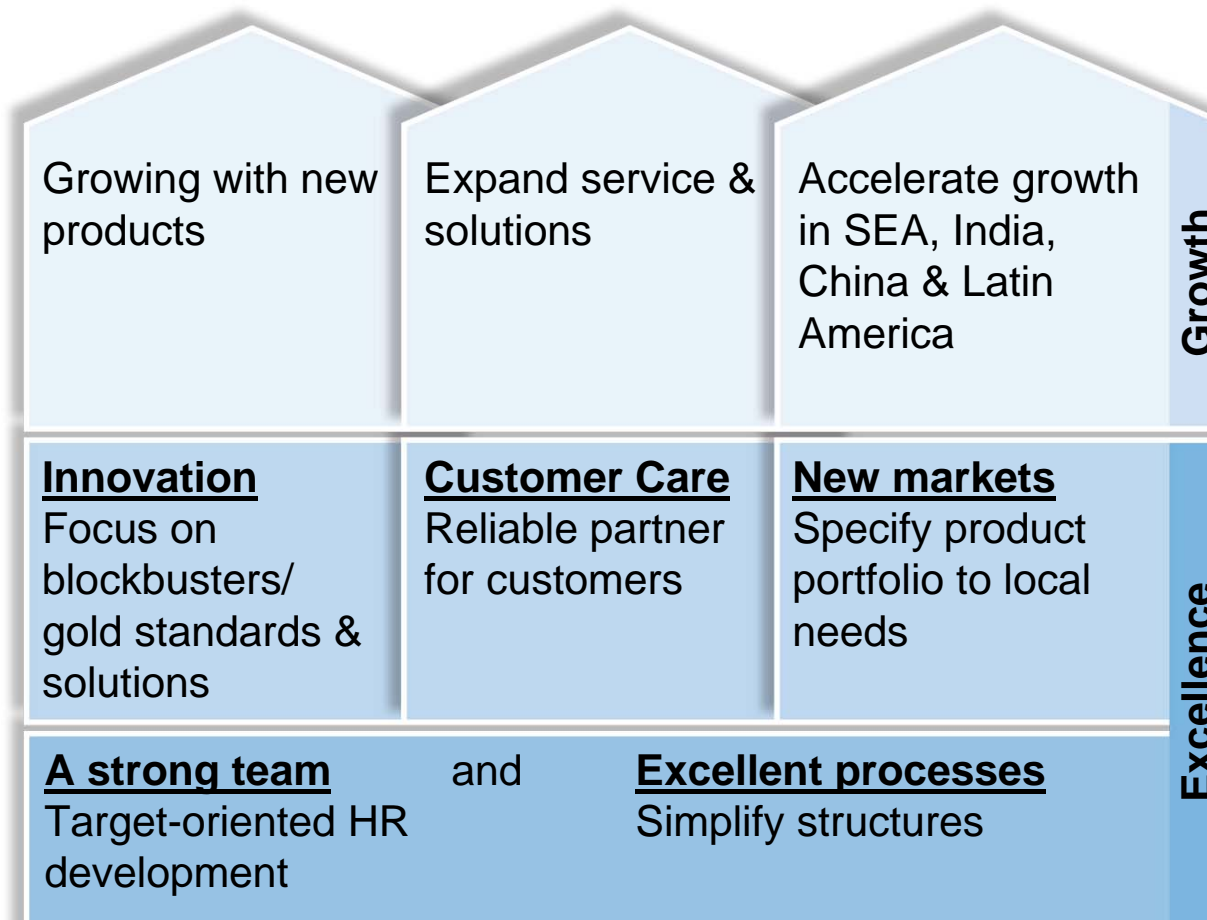 Growing with new
products
Expand service &
solutions
Accelerate growth
in SEA, India,
China & Latin
America
Growth
Innovation
Focus on
blockbusters/
gold standards &
solutions
Customer Care
Reliable partner
for customers
New markets
Specify product
portfolio to local
needs
Excellence
A strong team and Excellent processes
Target-oriented HR
development
Simplify structures